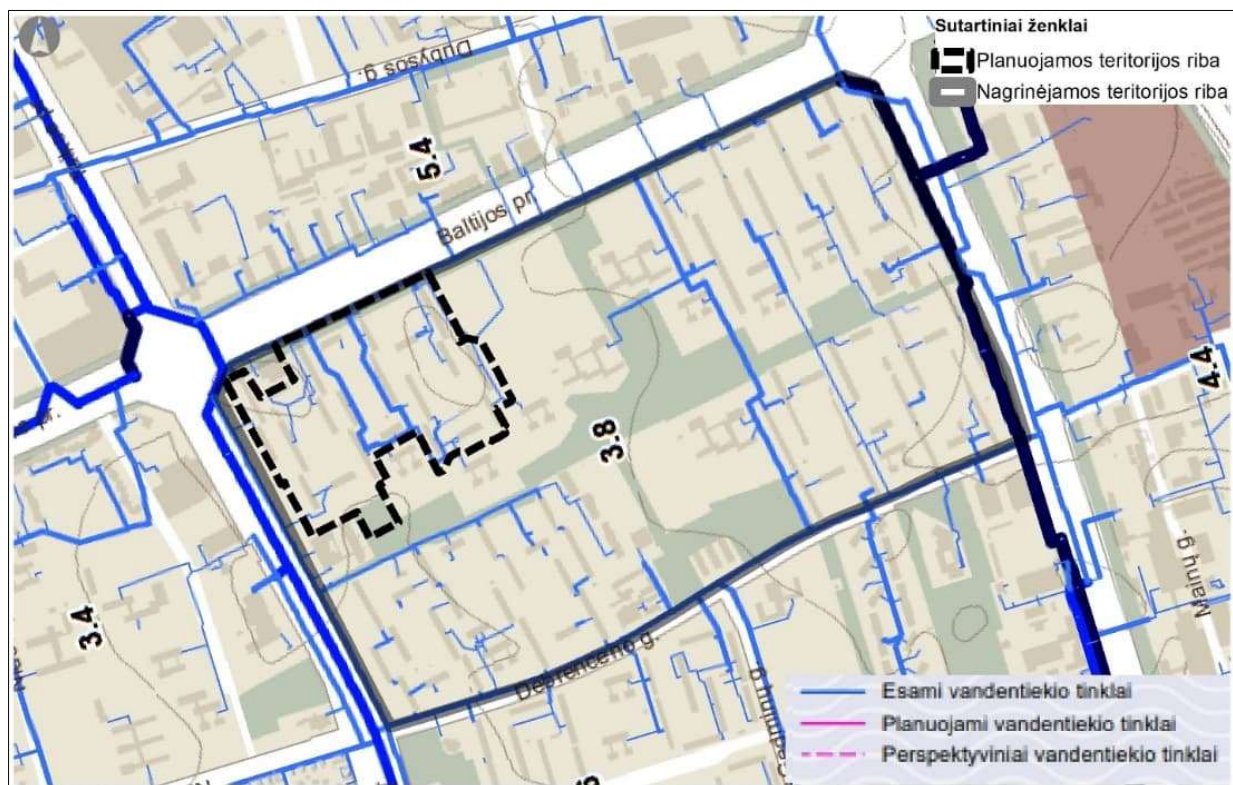 Sutartiniai ženklai
Planuojamos teritorijos riba
Nagrinėjamos teritorijos riba
Dubysos g.
5.4
Baltijos pr.
4.4
pr.
3.8
Mainų g.
3.4
Debreceno g.
Esami vandentiekio tinklai
Planuojami vandentiekio tinklai
Perspektyviniai vandentiekio tinklai